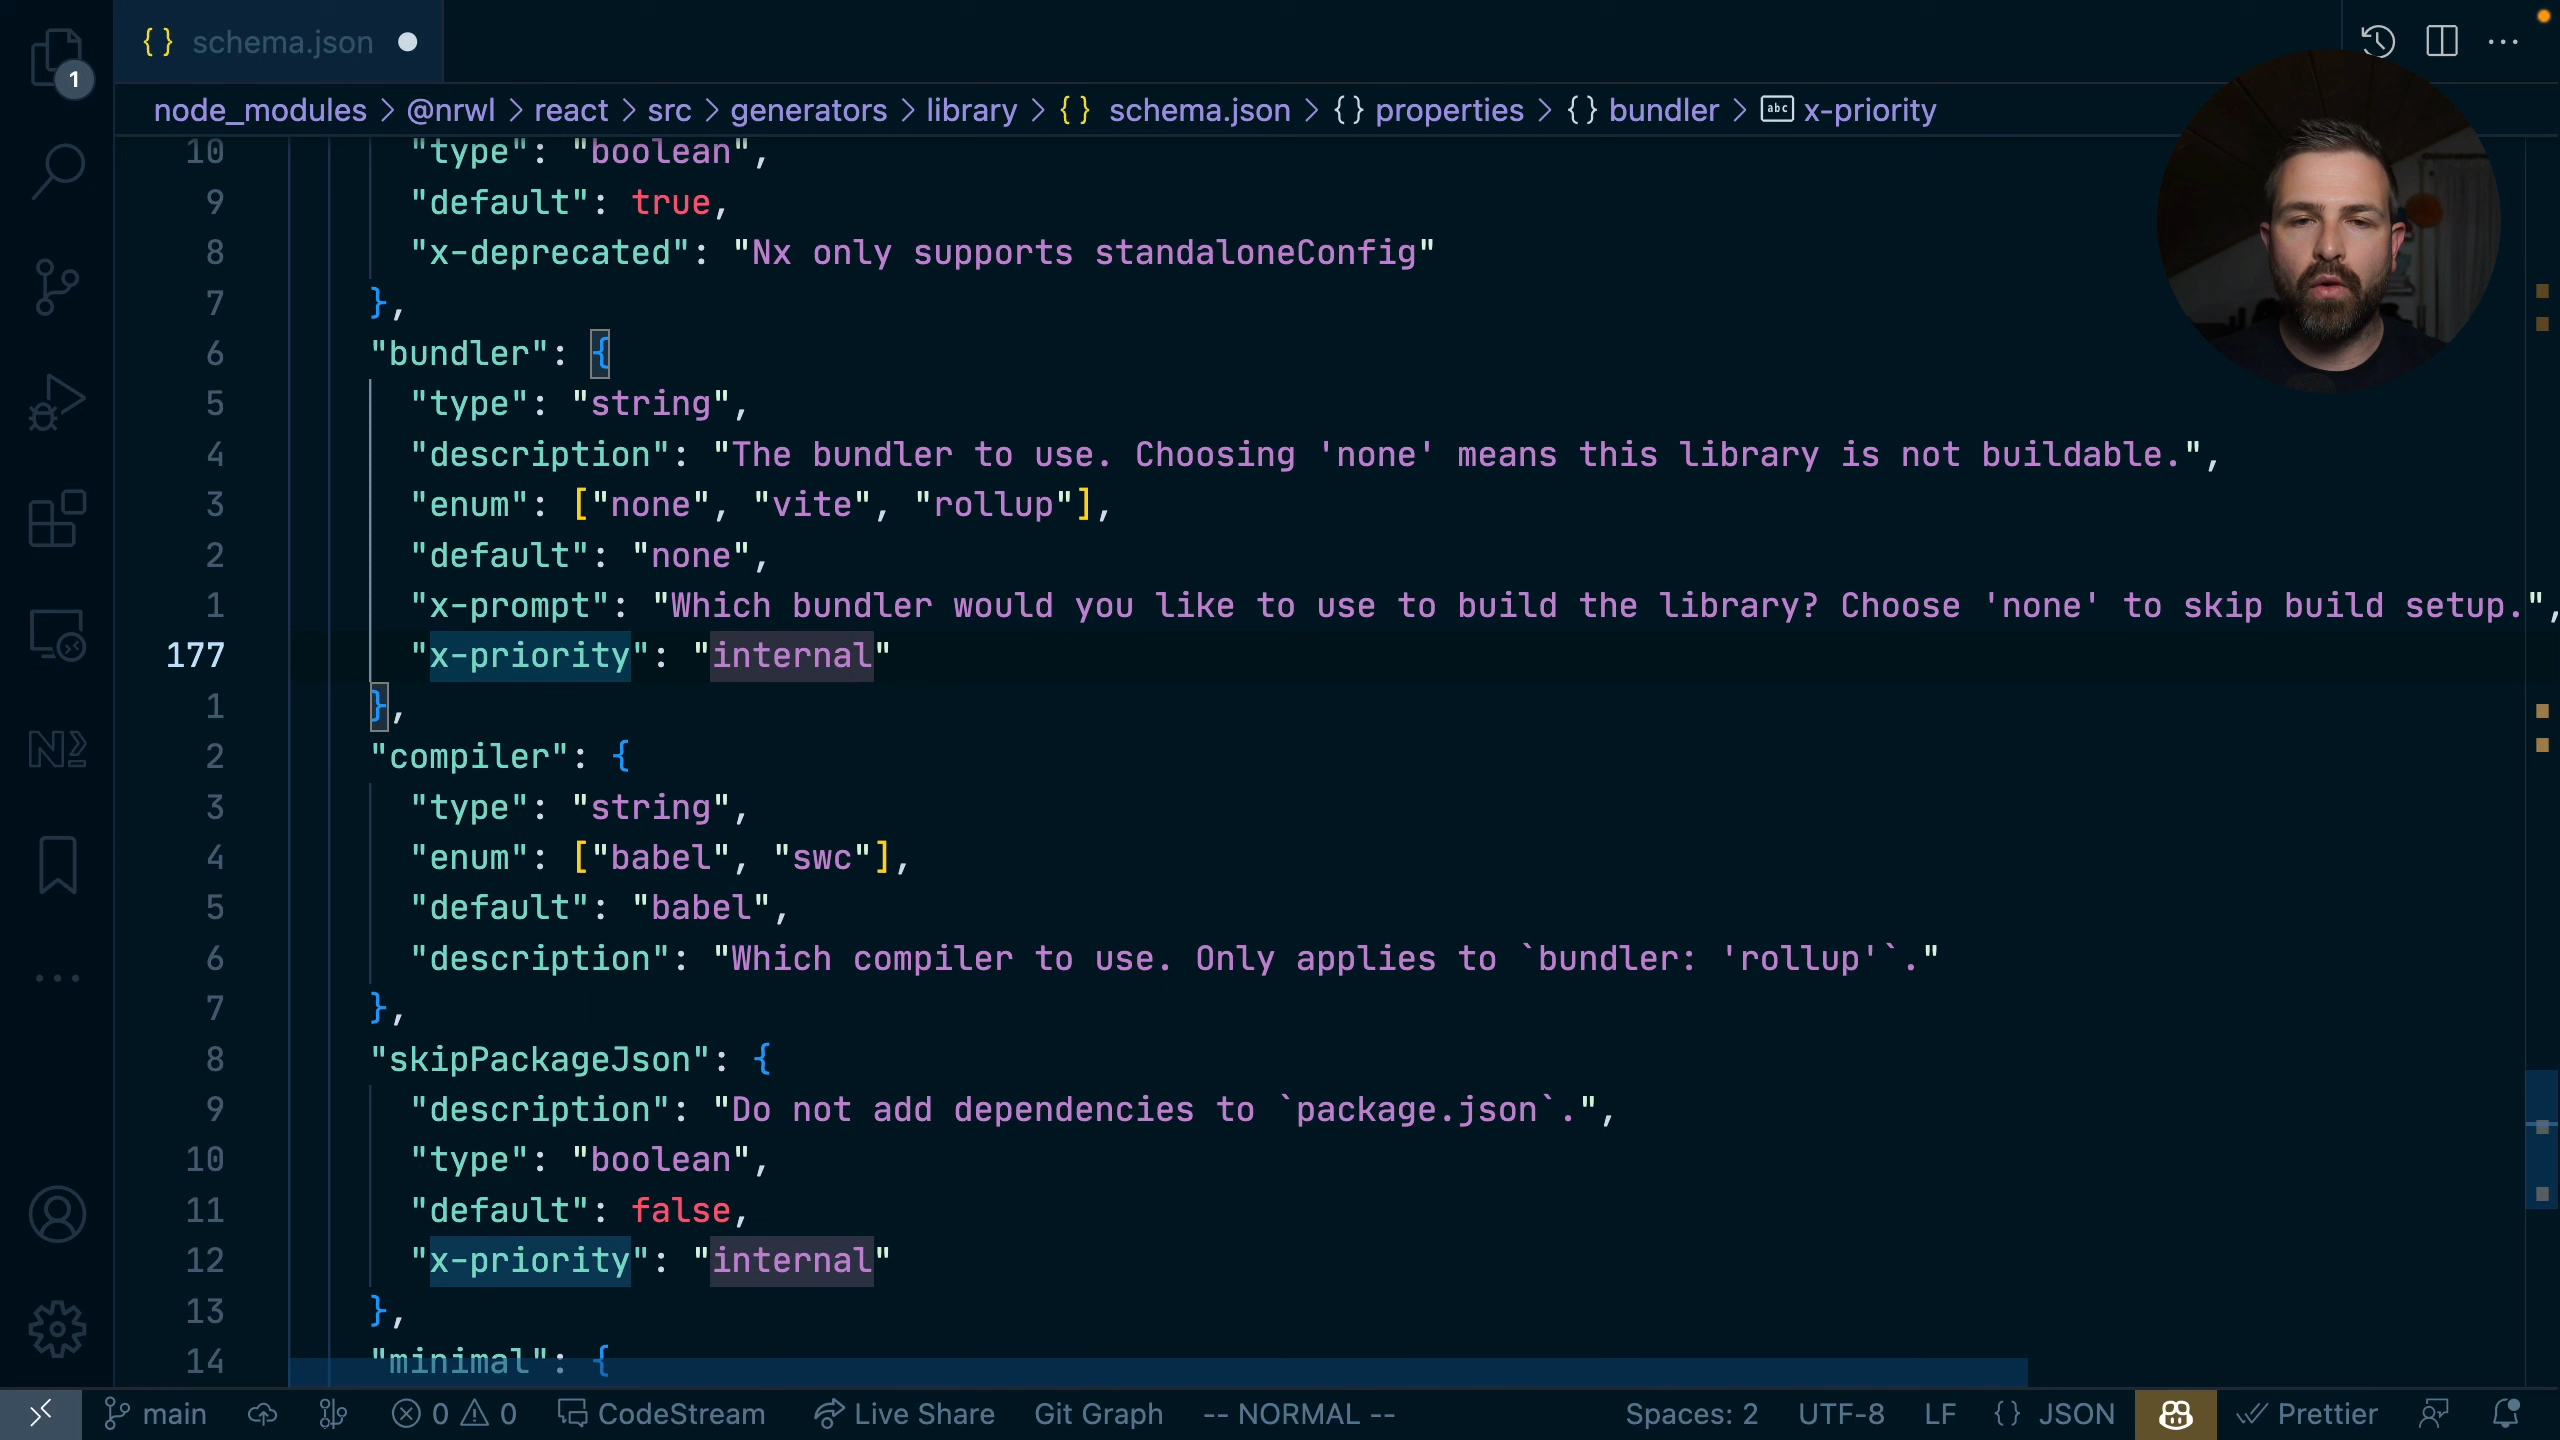 schema.json
1
node_modules > @nrwl > react > src > generators > library > {} schema.json > {} properties > {} bundler > abc x-priority
10 "type": "boolean",
9 "default": true,
8 "x-deprecated": "Nx only supports standaloneConfig"
7 },
6 "bundler": {
5 "type": "string",
4 "description": "The bundler to use. Choosing 'none' means this library is not buildable.",
3 "enum": ["none", "vite", "rollup"],
2 "default": "none",
1 "x-prompt": "Which bundler would you like to use to build the library? Choose 'none' to skip build setup.",
177 "x-priority": "internal"
1 },
2 "compiler": {
3 "type": "string",
4 "enum": ["babel", "swc"],
5 "default": "babel",
6 "description": "Which compiler to use. Only applies to `bundler: 'rollup'`."
7 },
8 "skipPackageJson": {
9 "description": "Do not add dependencies to `package.json`.",
10 "type": "boolean",
11 "default": false,
12 "x-priority": "internal"
13 },
14 "minimal": {
main 0 0 CodeStream Live Share Git Graph -- NORMAL -- Spaces: 2 UTF-8 LF {} JSON Prettier